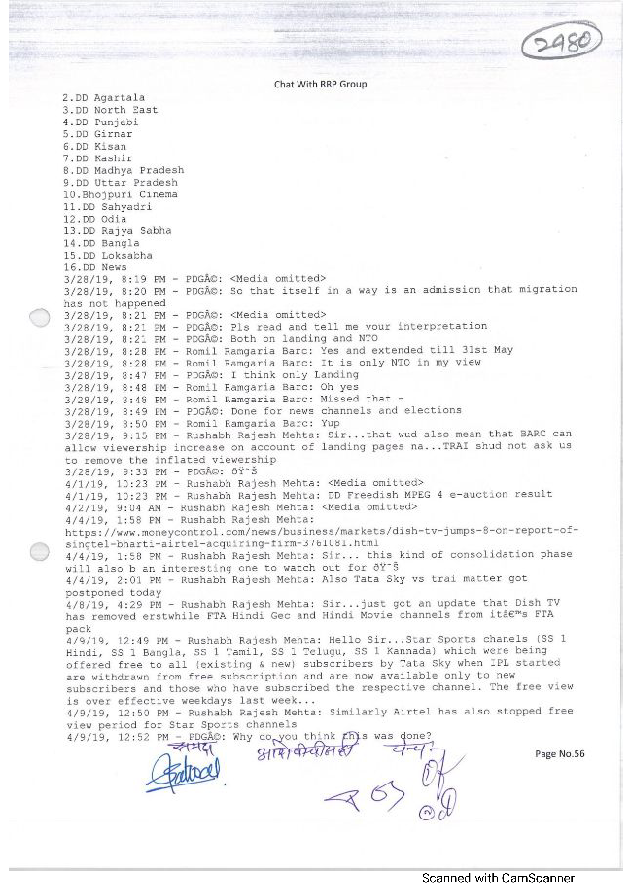 2980
Chat With RRP Group
2.DD Agartala
3.DD North East
4.DD Punjabi
5.DD Girnar
6.DD Kisan
7.DD Kashir
8.DD Madhya Pradesh
9.DD Uttar Pradesh
10.Bhojpuri Cinema
11.DD Sahyadri
12.DD Odia
13.DD Rajya Sabha
14.DD Bangla
15.DD Loksabha
16.DD News
3/28/19, 8:19 PM - PDGÂ©: <Media omitted>
3/28/19, 8:20 PM - PDGÂ©: So that itself in a way is an admission that migration
has not happened
3/28/19, 8:21 PM - PDGÂ©: <Media omitted>
3/28/19, 8:21 PM - PDGÂ©: Pls read and tell me your interpretation
3/28/19, 8:21 PM - PDGÂ©: Both on landing and NTO
3/28/19, 8:28 PM - Romil Ramgaria Barc: Yes and extended till 31st May
3/28/19, 8:28 PM - Romil Ramgaria Barc: It is only NTO in my view
3/28/19, 8:47 PM - PDGÂ©: I think only Landing
3/28/19, 8:48 PM - Romil Ramgaria Barc: Oh yes
3/28/19, 8:48 PM - Romil Ramgaria Barc: Missed that -
3/28/19, 8:49 PM - PDGÂ©: Done for news channels and elections
3/28/19, 8:50 PM - Romil Ramgaria Barc: Yup
3/28/19, 9:15 PM - Rushabh Rajesh Mehta: Sir...that wud also mean that BARC can
allow viewership increase on account of landing pages na...TRAI shud not ask us
to remove the inflated viewership
3/28/19, 9:33 PM - PDGÂ©: ðŸ˜Š
4/1/19, 10:23 PM - Rushabh Rajesh Mehta: <Media omitted>
4/1/19, 10:23 PM - Rushabh Rajesh Mehta: DD Freedish MPEG 4 e-auction result
4/2/19, 9:04 AM - Rushabh Rajesh Mehta: <Media omitted>
4/4/19, 1:58 PM - Rushabh Rajesh Mehta:
https://www.moneycontrol.com/news/business/markets/dish-tv-jumps-8-on-report-of-
singtel-bharti-airtel-acquiring-firm-3761081.html
4/4/19, 1:58 PM - Rushabh Rajesh Mehta: Sir... this kind of consolidation phase
will also b an interesting one to watch out for ðŸ˜Š
4/4/19, 2:01 PM - Rushabh Rajesh Mehta: Also Tata Sky vs trai matter got
postponed today
4/8/19, 4:29 PM - Rushabh Rajesh Mehta: Sir...just got an update that Dish TV
has removed erstwhile FTA Hindi Gec and Hindi Movie channels from itâ€™s FTA
pack
4/9/19, 12:49 PM - Rushabh Rajesh Mehta: Hello Sir...Star Sports chanels (SS 1
Hindi, SS 1 Bangla, SS 1 Tamil, SS 1 Telugu, SS 1 Kannada) which were being
offered free to all (existing & new) subscribers by Tata Sky when IPL started
are withdrawn from free subscription and are now available only to new
subscribers and those who have subscribed the respective channel. The free view
is over effective weekdays last week...
4/9/19, 12:50 PM - Rushabh Rajesh Mehta: Similarly Airtel has also stopped free
view period for Star Sports channels
4/9/19, 12:52 PM - PDGÂ©: Why do you think this was done?
Page No.56
Scanned with CamScanner